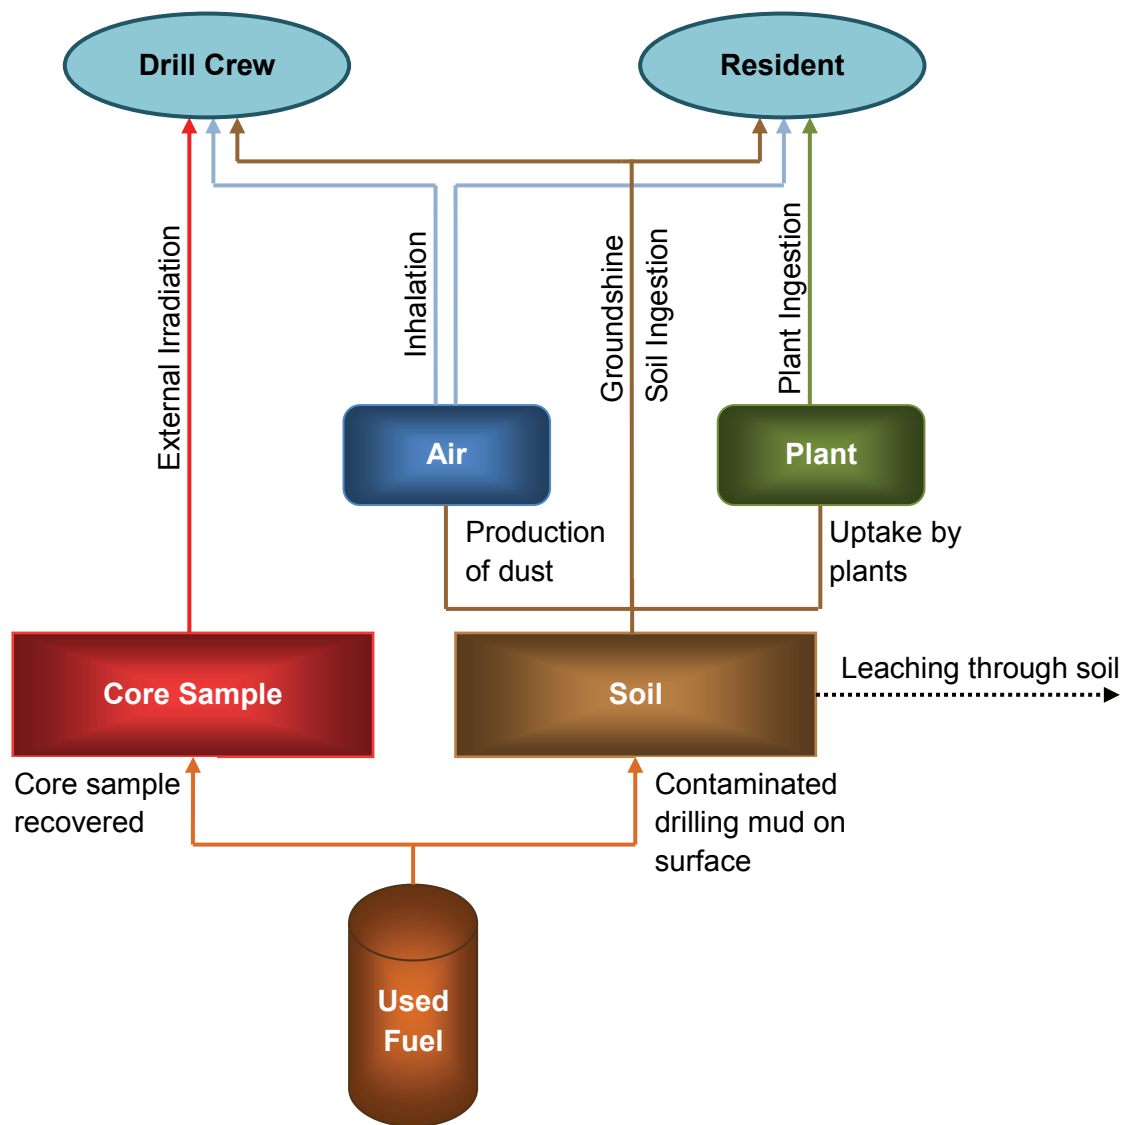 Drill Crew
Resident
External Irradiation
Inhalation
Groundshine
Soil Ingestion
Plant Ingestion
Air
Plant
Production
of dust
Uptake by
plants
Core Sample
Soil
Leaching through soil
Core sample
recovered
Contaminated
drilling mud on
surface
Used
Fuel